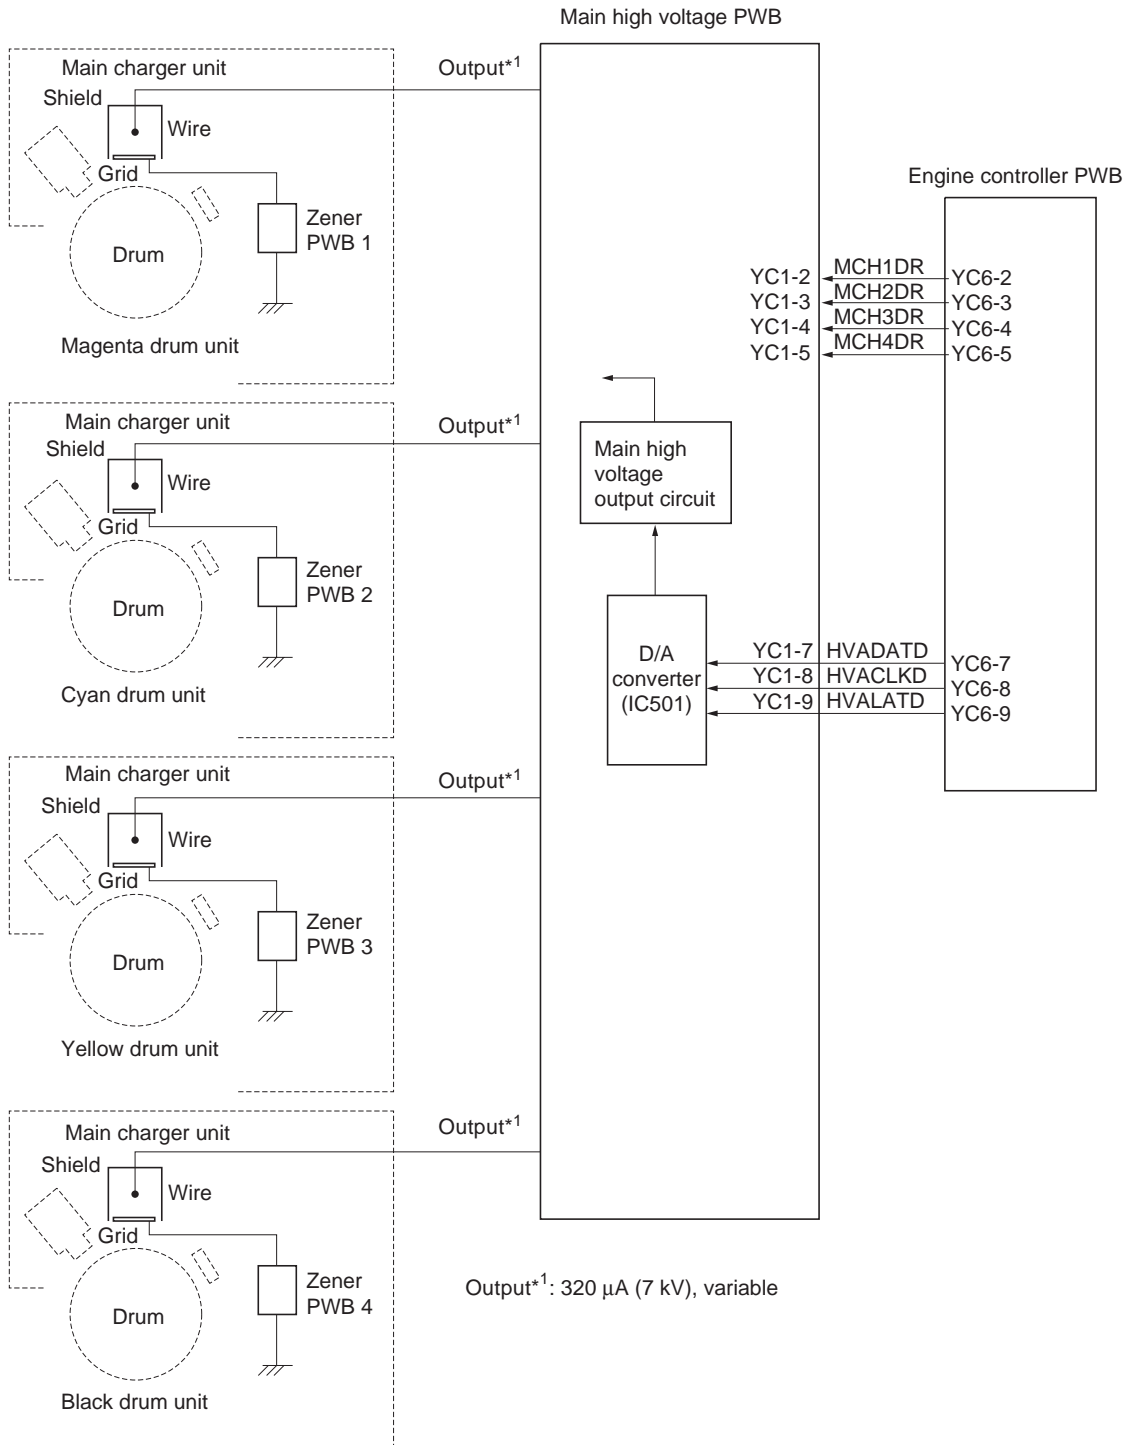 Main high voltage PWB
Main charger unit
Output*1
Shield
Wire
Grid
Zener
PWB 1
Drum
Magenta drum unit
Engine controller PWB
YC1-2 MCH1DR YC6-2
YC1-3 MCH2DR YC6-3
YC1-4 MCH3DR YC6-4
YC1-5 MCH4DR YC6-5
Main charger unit
Output*1
Shield
Wire
Grid
Zener
PWB 2
Drum
Cyan drum unit
Main high
voltage
output circuit
D/A
converter
(IC501)
YC1-7 HVADATD YC6-7
YC1-8 HVACLKD YC6-8
YC1-9 HVALATD YC6-9
Main charger unit
Output*1
Shield
Wire
Grid
Zener
PWB 3
Drum
Yellow drum unit
Main charger unit
Output*1
Shield
Wire
Grid
Zener
PWB 4
Drum
Black drum unit
Output*1: 320 µA (7 kV), variable